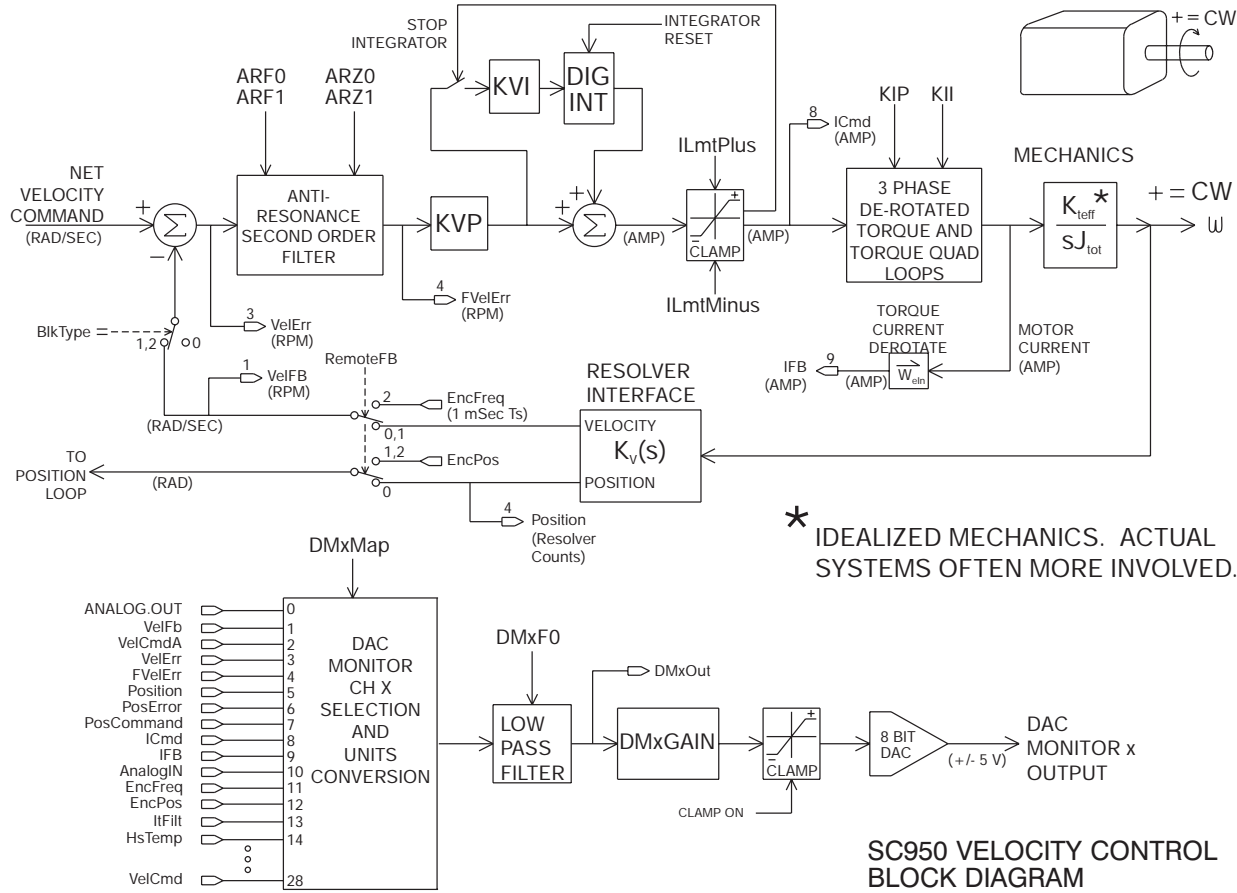 STOP
INTEGRATOR
INTEGRATOR
RESET
+ = CW
ARF0
ARF1
ARZ0
ARZ1
KVI
DIG
INT
8
ICmd
(AMP)
KIP
KII
ILmtPlus
MECHANICS
NET
VELOCITY
COMMAND
(RAD/SEC)
+
Σ
−
ANTI-
RESONANCE
SECOND ORDER
FILTER
KVP
+
+
Σ
(AMP)
+
−
CLAMP
(AMP)
3 PHASE
DE-ROTATED
TORQUE AND
TORQUE QUAD
LOOPS
Kteff *
sJtot
+ = CW
ω
ILmtMinus
4
FVelErr
(RPM)
3
VelErr
(RPM)
BlkType =
1,2
0
1
VelFB
(RPM)
RemoteFB
TORQUE
CURRENT
DEROTATE
MOTOR
CURRENT
(AMP)
IFB
(AMP)
9
(AMP)
Weln
RESOLVER
INTERFACE
2
EncFreq
(1 mSec Ts)
(RAD/SEC)
0,1
VELOCITY
KV(s)
POSITION
1,2
EncPos
TO
POSITION
LOOP
(RAD)
0
4
Position
(Resolver
Counts)
* IDEALIZED MECHANICS. ACTUAL
SYSTEMS OFTEN MORE INVOLVED.
DMxMap
ANALOG.OUT 0
VelFb 1
VelCmdA 2
VelErr 3
FVelErr 4
Position 5
PosError 6
PosCommand 7
ICmd 8
IFB 9
AnalogIN 10
EncFreq 11
EncPos 12
ItFilt 13
HsTemp 14
VelCmd 28
DAC
MONITOR
CH X
SELECTION
AND
UNITS
CONVERSION
DMxF0
LOW
PASS
FILTER
DMxOut
DMxGAIN
+
−
CLAMP
CLAMP ON
8 BIT
DAC
(+/- 5 V)
DAC
MONITOR x
OUTPUT
SC950 VELOCITY CONTROL
BLOCK DIAGRAM